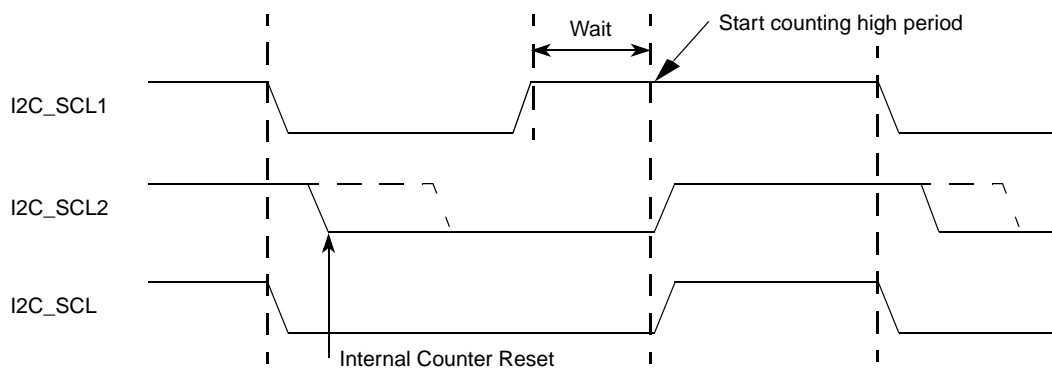 Wait
Start counting high period
I2C_SCL1
I2C_SCL2
I2C_SCL
Internal Counter Reset